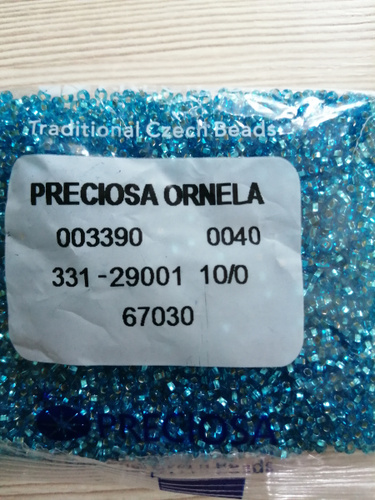 Traditional Czech Beads
PRECIOSA ORNELA
003390 0040
331-29001 10/0
67030
PRECIOSA